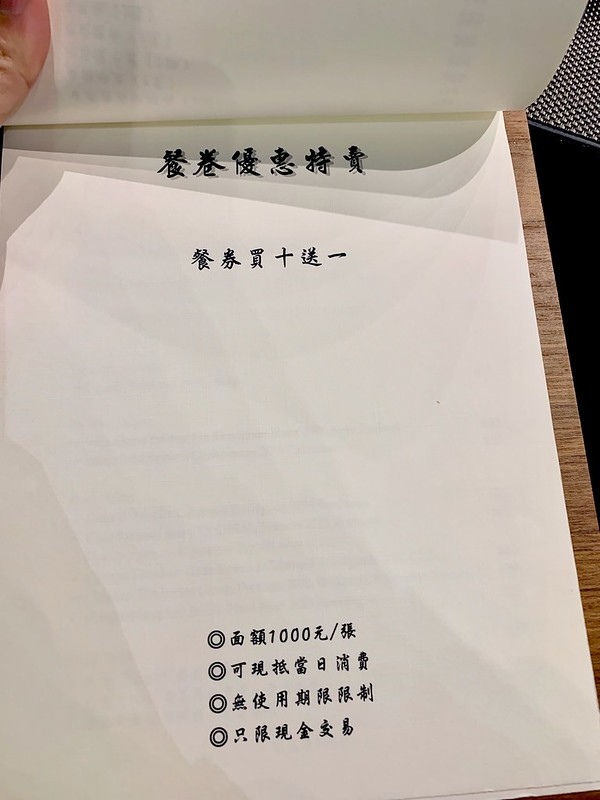 餐卷優惠特賣
餐券買十送一
◎面額1000元/張
◎可現抵當日消費
◎無使用期限限制
◎只限現金交易